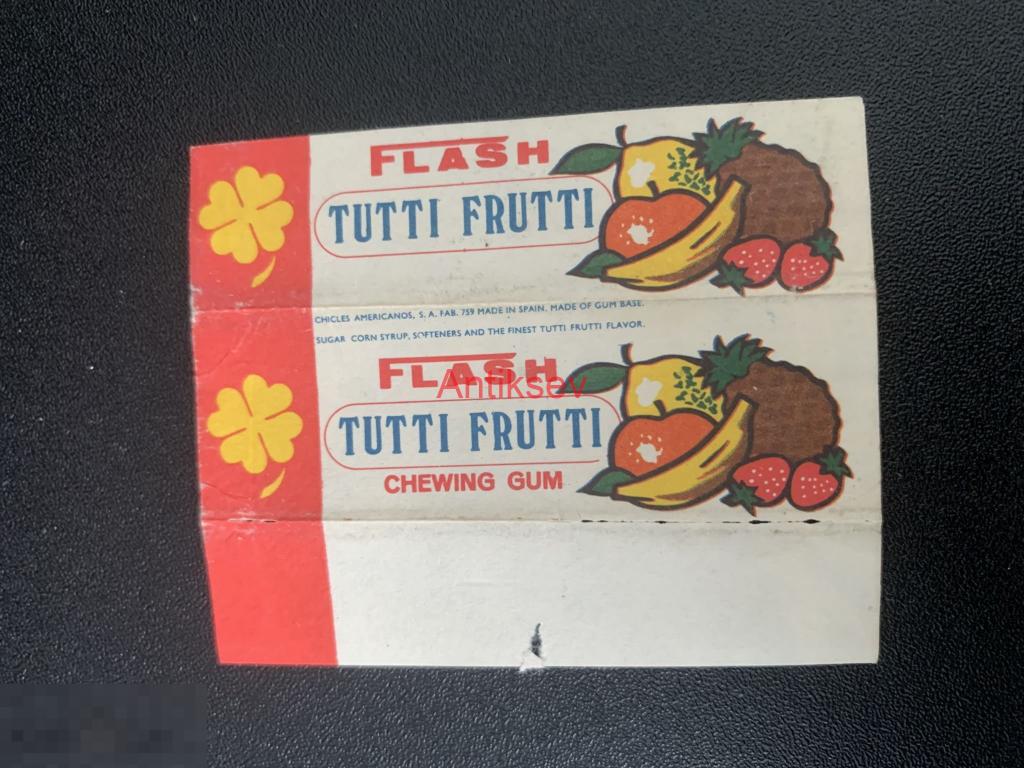 FLASH
TUTTI FRUTTI
CHICLES AMERICANOS, S. A. FAB. 759 MADE IN SPAIN. MADE OF GUM BASE.
SUGAR CORN SYRUP, SOFTENERS AND THE FINEST TUTTI FRUTTI FLAVOR.
FLASH
Antiksev
TUTTI FRUTTI
CHEWING GUM